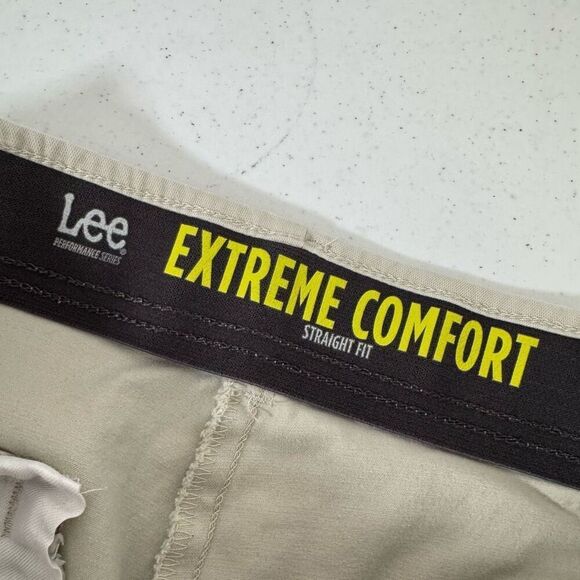 Lee®
PERFORMANCE SERIES
EXTREME COMFORT
STRAIGHT FIT